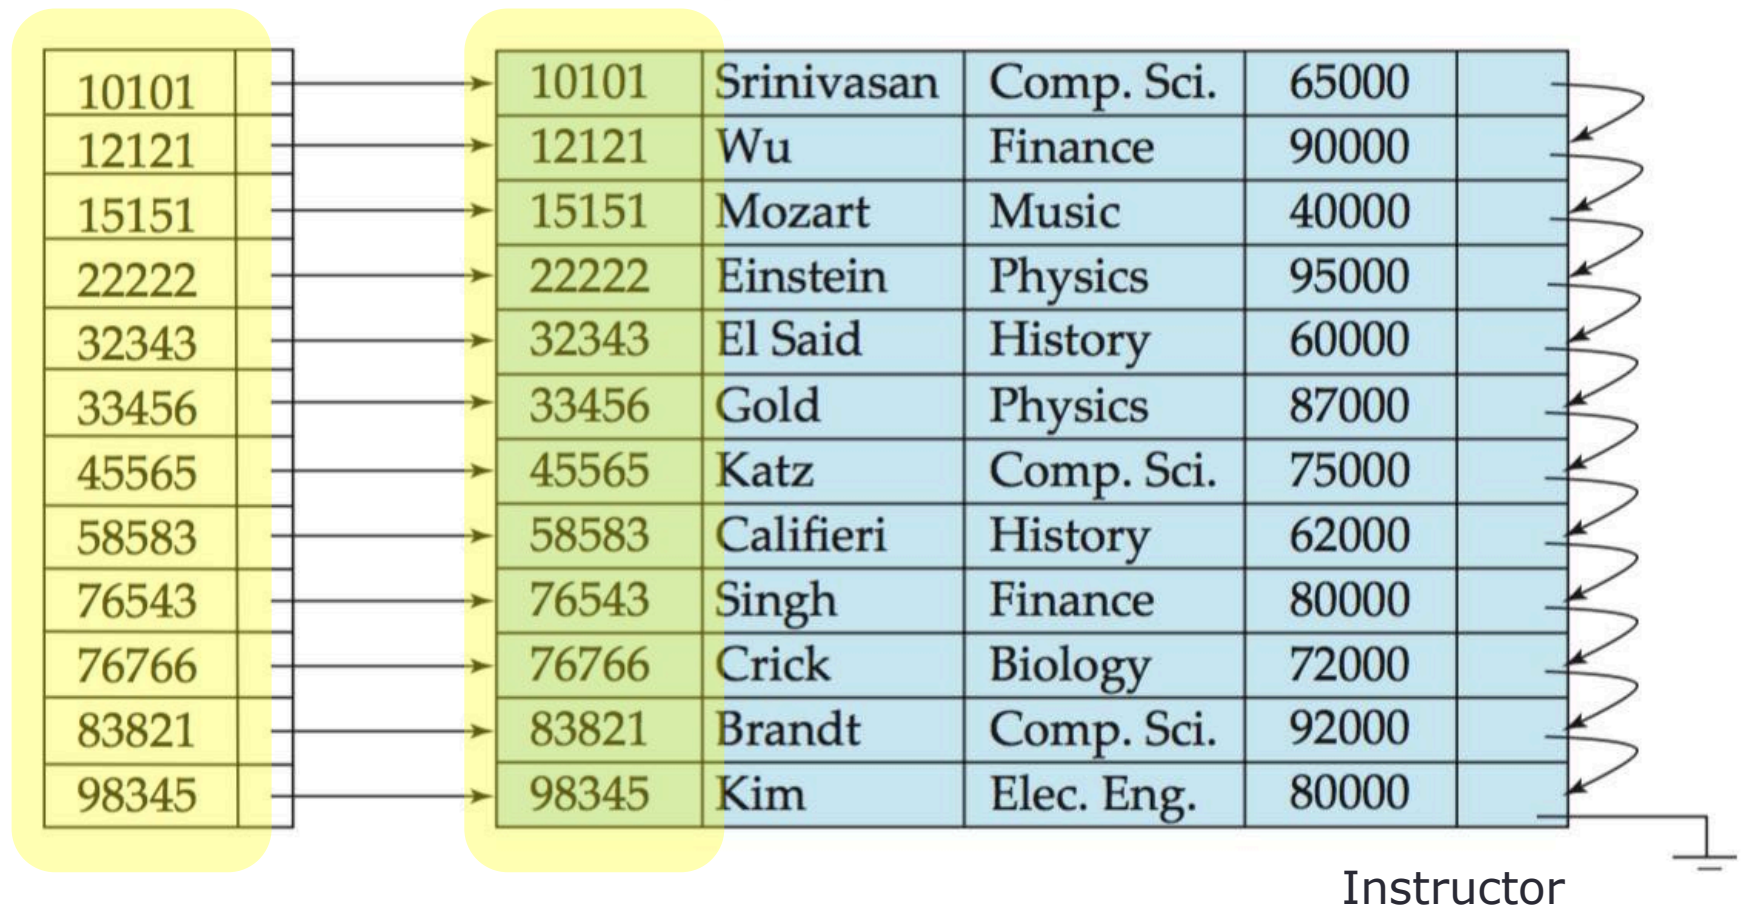 10101 10101 Srinivasan Comp. Sci. 65000
12121 12121 Wu Finance 90000
15151 15151 Mozart Music 40000
22222 22222 Einstein Physics 95000
32343 32343 El Said History 60000
33456 33456 Gold Physics 87000
45565 45565 Katz Comp. Sci. 75000
58583 58583 Califieri History 62000
76543 76543 Singh Finance 80000
76766 76766 Crick Biology 72000
83821 83821 Brandt Comp. Sci. 92000
98345 98345 Kim Elec. Eng. 80000
Instructor